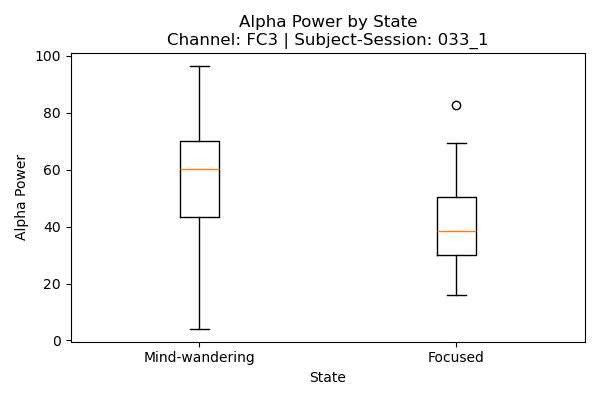 Alpha Power by State
Channel: FC3 | Subject-Session: 033_1
100
80
60
40
20
0
Alpha Power
Mind-wandering
Focused
State